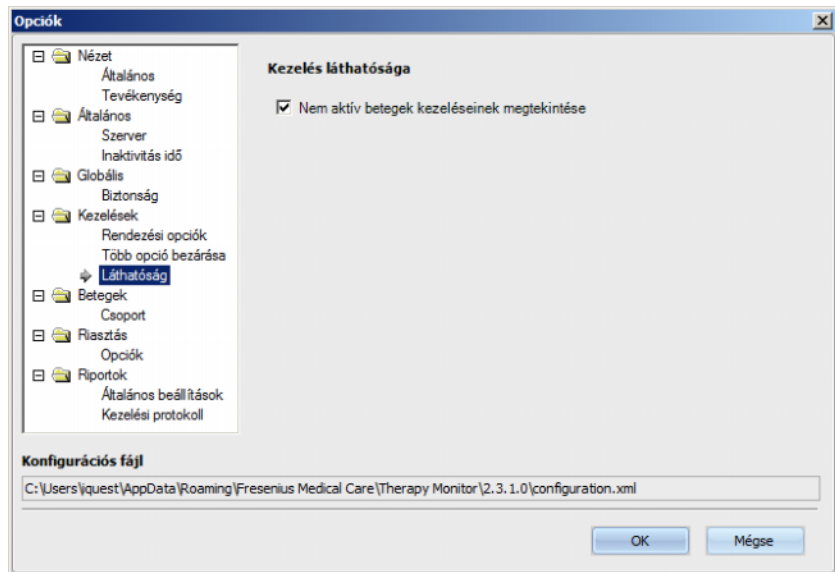 Opciók
Nézet
Általános
Tevékenység
Általános
Szerver
Inaktivitás idő
Globális
Biztonság
Kezelések
Rendezési opciók
Több opció bezárása
Láthatóság
Betegek
Csoport
Riasztás
Opciók
Riportok
Általános beállítások
Kezelési protokoll
Kezelés láthatósága
Nem aktív betegek kezeléseinek megtekintése
Konfigurációs fájl
C:\Users\iquest\AppData\Roaming\Fresenius Medical Care\Therapy Monitor\2.3.1.0\configuration.xml
OK Mégse